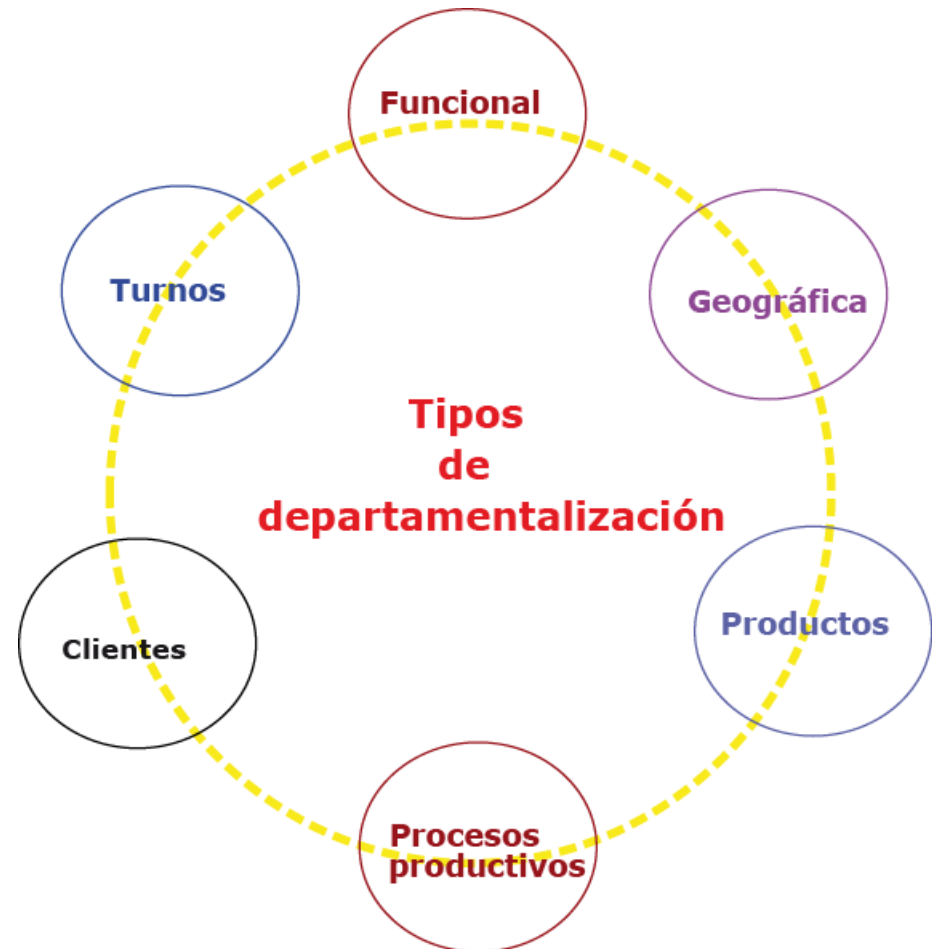 Funcional
Turnos
Geográfica
Tipos
de
departamentalización
Productos
Clientes
Procesos
productivos